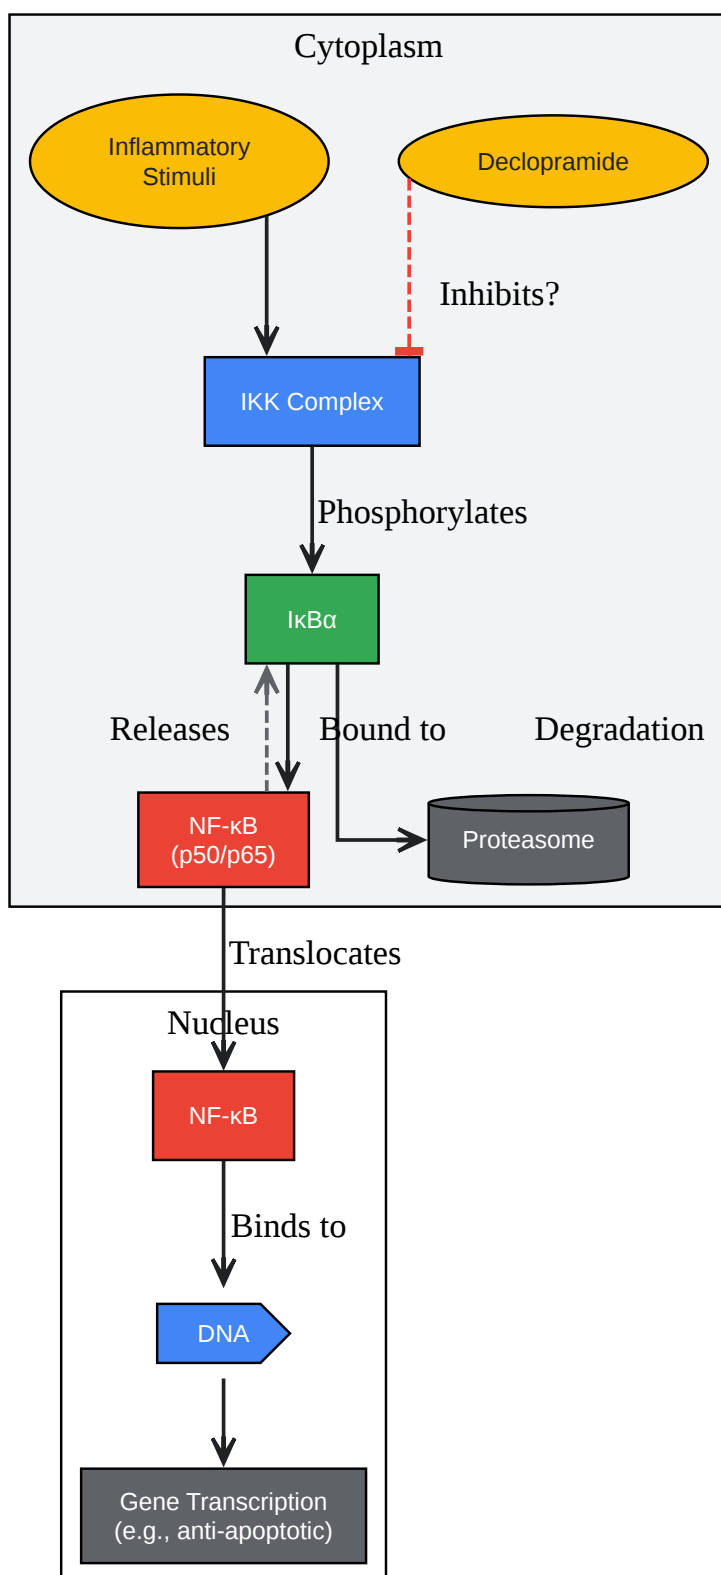 Cytoplasm
Inflammatory
Stimuli
Declopramide
Inhibits?
IKK Complex
Phosphorylates
IκBα
Releases
Bound to
Degradation
NF-κB
(p50/p65)
Proteasome
Translocates
Nucleus
NF-κB
Binds to
DNA
Gene Transcription
(e.g., anti-apoptotic)